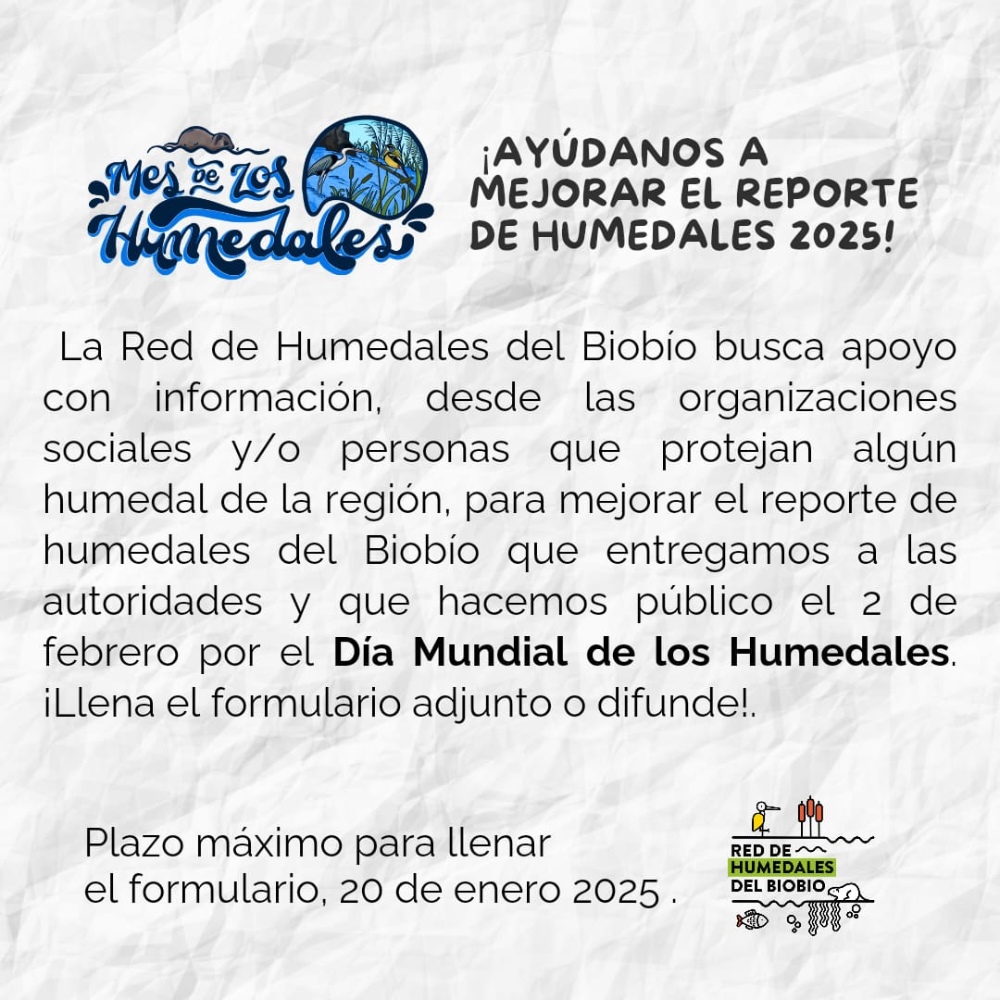 Mes de los
Humedales
¡AYÚDANOS A
MEJORAR EL REPORTE
DE HUMEDALES 2025!
La Red de Humedales del Biobío busca apoyo
con información, desde las organizaciones
sociales y/o personas que protejan algún
humedal de la región, para mejorar el reporte de
humedales del Biobío que entregamos a las
autoridades y que hacemos público el 2 de
febrero por el Día Mundial de los Humedales.
¡Llena el formulario adjunto o difunde!.
Plazo máximo para llenar
el formulario, 20 de enero 2025 .
RED DE
HUMEDALES
DEL BIOBIO